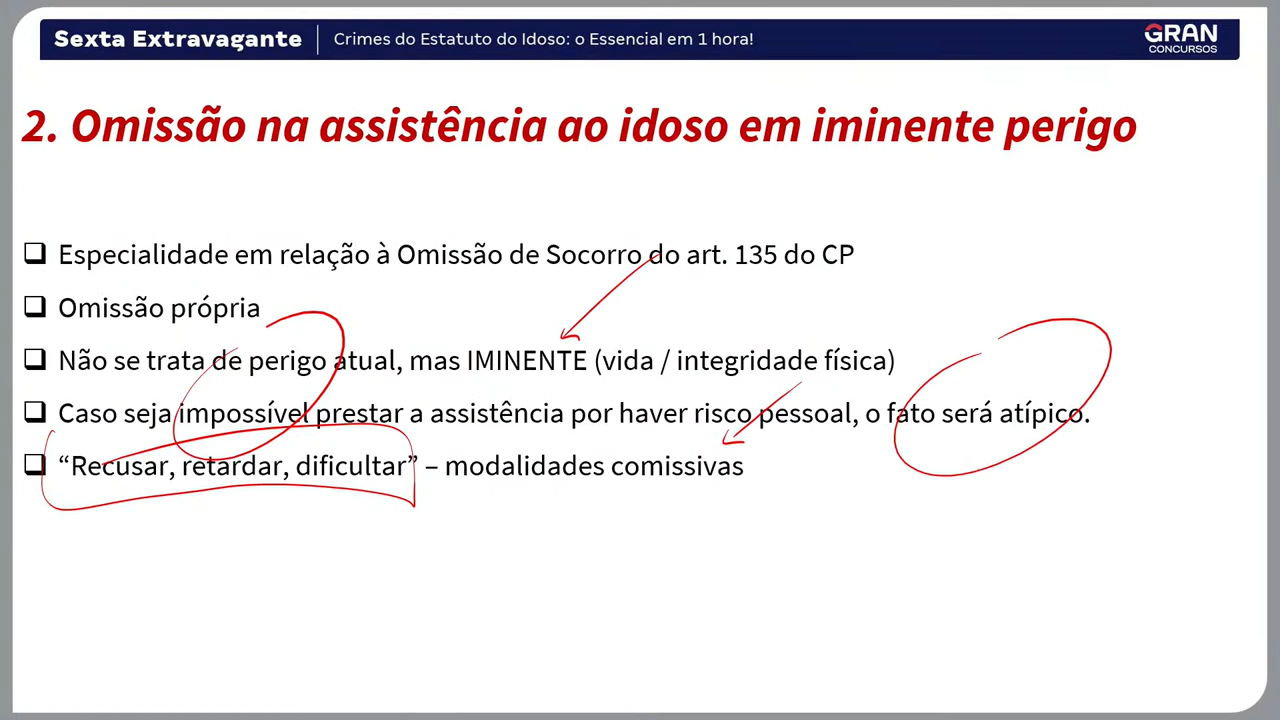 Sexta Extravagante
Crimes do Estatuto do Idoso: o Essencial em 1 hora!
GRAN
CONCURSOS
2. Omissão na assistência ao idoso em iminente perigo
Especialidade em relação à Omissão de Socorro do art. 135 do CP
Omissão própria
Não se trata de perigo atual, mas IMINENTE (vida / integridade física)
Caso seja impossível prestar a assistência por haver risco pessoal, o fato será atípico.
“Recusar, retardar, dificultar” – modalidades comissivas